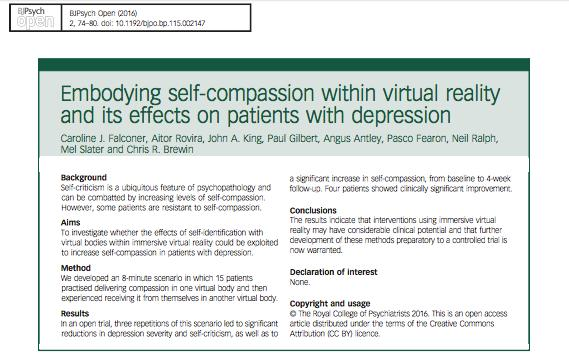 BJPsych
open
BJPsych Open (2016)
2, 74–80. doi: 10.1192/bjpo.bp.115.002147
Embodying self-compassion within virtual reality
and its effects on patients with depression
Caroline J. Falconer, Aitor Rovira, John A. King, Paul Gilbert, Angus Antley, Pasco Fearon, Neil Ralph,
Mel Slater and Chris R. Brewin
Background
Self-criticism is a ubiquitous feature of psychopathology and
can be combatted by increasing levels of self-compassion.
However, some patients are resistant to self-compassion.
Aims
To investigate whether the effects of self-identification with
virtual bodies within immersive virtual reality could be exploited
to increase self-compassion in patients with depression.
Method
We developed an 8-minute scenario in which 15 patients
practised delivering compassion in one virtual body and then
experienced receiving it from themselves in another virtual body.
Results
In an open trial, three repetitions of this scenario led to significant
reductions in depression severity and self-criticism, as well as to
a significant increase in self-compassion, from baseline to 4-week
follow-up. Four patients showed clinically significant improvement.
Conclusions
The results indicate that interventions using immersive virtual
reality may have considerable clinical potential and that further
development of these methods preparatory to a controlled trial is
now warranted.
Declaration of interest
None.
Copyright and usage
© The Royal College of Psychiatrists 2016. This is an open access
article distributed under the terms of the Creative Commons
Attribution (CC BY) licence.